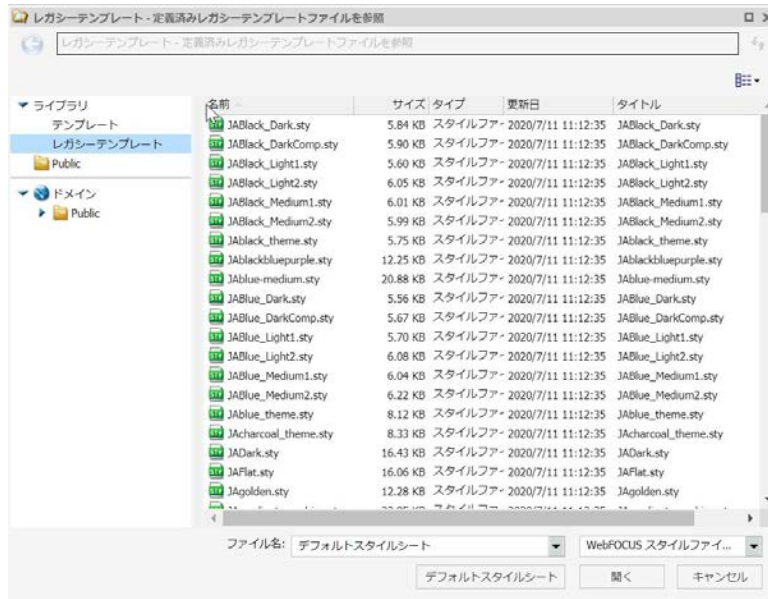 レガシーテンプレート - 定義済みレガシーテンプレートファイルを参照
レガシーテンプレート - 定義済みレガシーテンプレートファイルを参照
名前 サイズ タイプ 更新日 タイトル
ライブラリ
テンプレート
レガシーテンプレート
Public
ドメイン
Public
JABlack_Dark.sty 5.84 KB スタイルファ 2020/7/11 11:12:35 JABlack_Dark.sty
JABlack_DarkComp.sty 5.90 KB スタイルファ 2020/7/11 11:12:35 JABlack_DarkComp.sty
JABlack_Light1.sty 5.60 KB スタイルファ 2020/7/11 11:12:35 JABlack_Light1.sty
JABlack_Light2.sty 6.05 KB スタイルファ 2020/7/11 11:12:35 JABlack_Light2.sty
JABlack_Medium1.sty 6.01 KB スタイルファ 2020/7/11 11:12:35 JABlack_Medium1.sty
JABlack_Medium2.sty 5.99 KB スタイルファ 2020/7/11 11:12:35 JABlack_Medium2.sty
JAblack_theme.sty 5.75 KB スタイルファ 2020/7/11 11:12:35 JAblack_theme.sty
JAblackbluepurple.sty 12.25 KB スタイルファ 2020/7/11 11:12:35 JAblackbluepurple.sty
JAblue-medium.sty 20.88 KB スタイルファ 2020/7/11 11:12:35 JAblue-medium.sty
JABlue_Dark.sty 5.56 KB スタイルファ 2020/7/11 11:12:35 JABlue_Dark.sty
JABlue_DarkComp.sty 5.67 KB スタイルファ 2020/7/11 11:12:35 JABlue_DarkComp.sty
JABlue_Light1.sty 5.70 KB スタイルファ 2020/7/11 11:12:35 JABlue_Light1.sty
JABlue_Light2.sty 6.08 KB スタイルファ 2020/7/11 11:12:35 JABlue_Light2.sty
JABlue_Medium1.sty 6.04 KB スタイルファ 2020/7/11 11:12:35 JABlue_Medium1.sty
JABlue_Medium2.sty 6.22 KB スタイルファ 2020/7/11 11:12:35 JABlue_Medium2.sty
JAblue_theme.sty 8.12 KB スタイルファ 2020/7/11 11:12:35 JAblue_theme.sty
JAcharcoal_theme.sty 8.33 KB スタイルファ 2020/7/11 11:12:35 JAcharcoal_theme.sty
JADark.sty 16.43 KB スタイルファ 2020/7/11 11:12:35 JADark.sty
JAFlat.sty 16.06 KB スタイルファ 2020/7/11 11:12:35 JAFlat.sty
JAgolden.sty 12.28 KB スタイルファ 2020/7/11 11:12:35 JAgolden.sty
ファイル名: デフォルトスタイルシート WebFOCUS スタイルファイ...
デフォルトスタイルシート 開く キャンセル